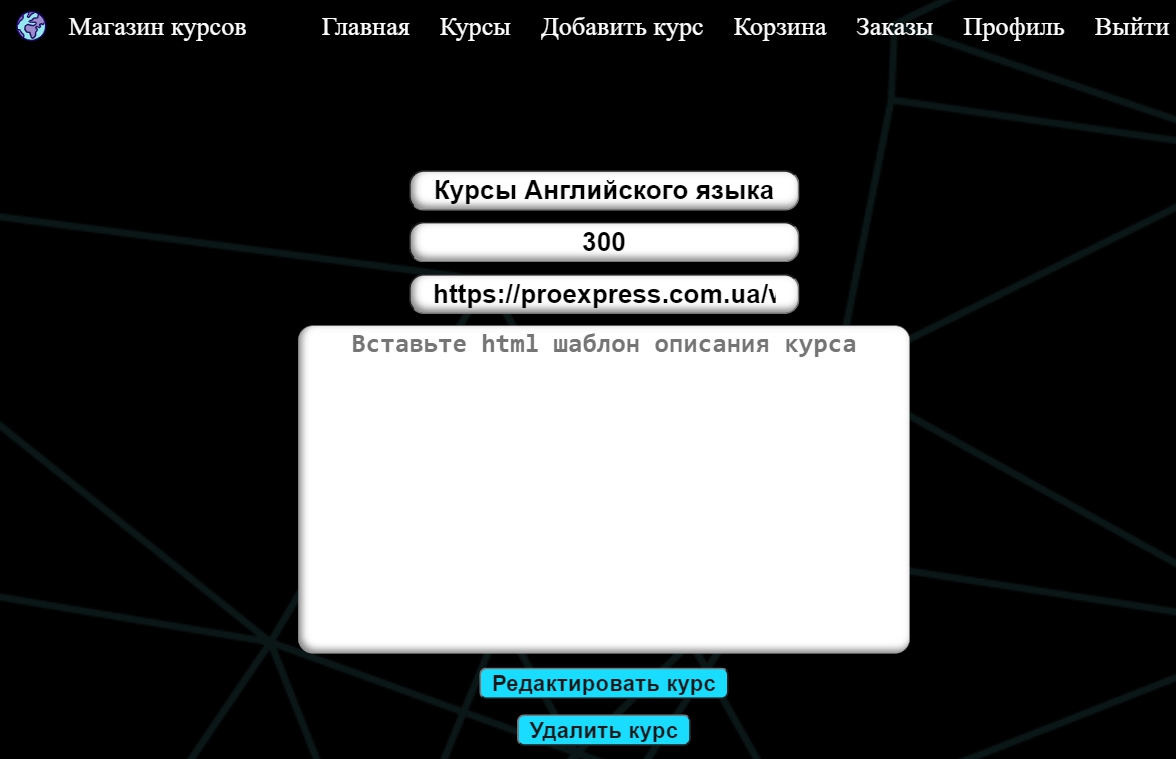 Магазин курсов Главная Курсы Добавить курс Корзина Заказы Профиль Выйти
Курсы Английского языка
300
https://proexpress.com.ua/
Вставьте html шаблон описания курса
Редактировать курс
Удалить курс